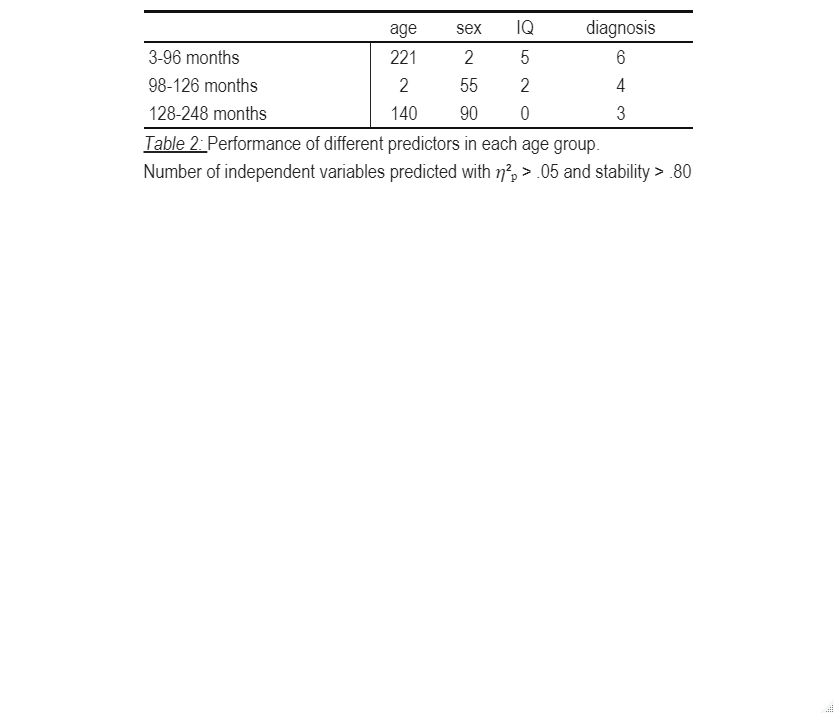 age sex IQ diagnosis
3-96 months 221 2 5 6
98-126 months 2 55 2 4
128-248 months 140 90 0 3
Table 2: Performance of different predictors in each age group.
Number of independent variables predicted with η²ₚ > .05 and stability > .80